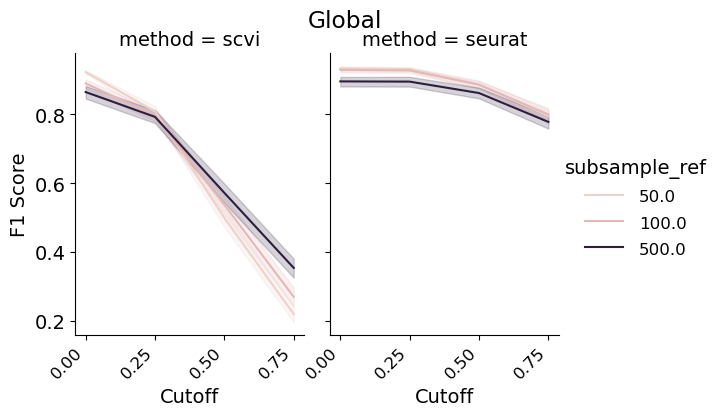 Global
method = scvi
method = seurat
F1 Score
0.8
0.6
0.4
0.2
0.00
0.25
0.50
0.75
Cutoff
0.00
0.25
0.50
0.75
Cutoff
subsample_ref
50.0
100.0
500.0